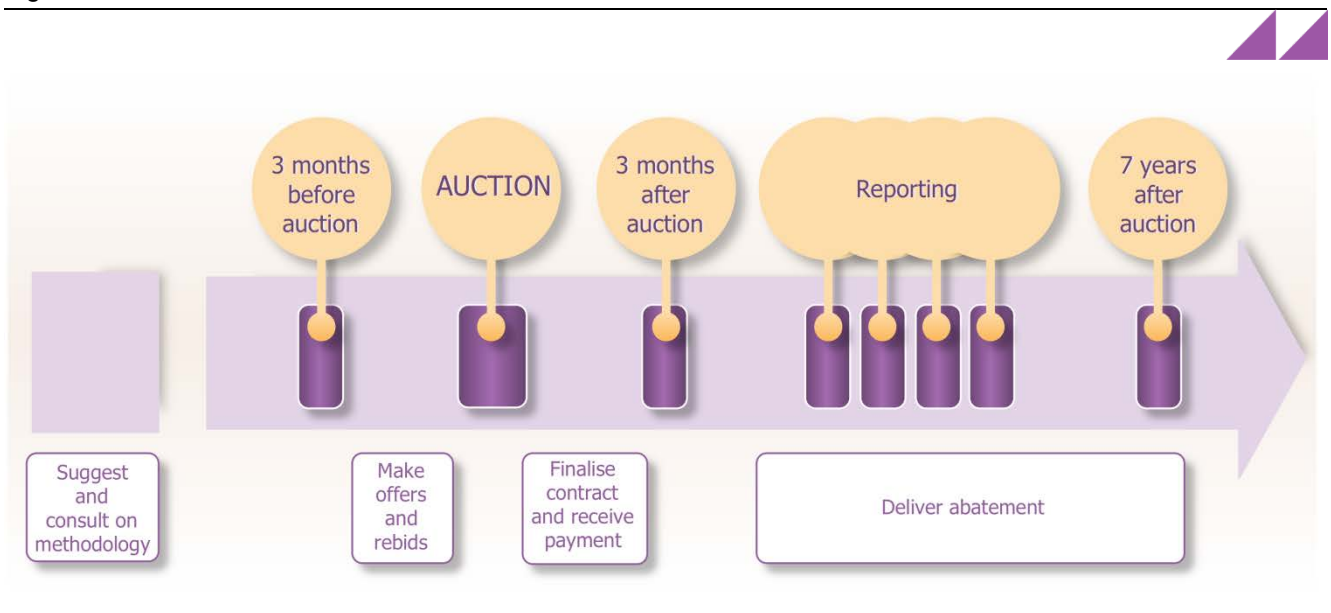 3 months
before
auction
AUCTION
3 months
after
auction
Reporting
7 years
after
auction
Suggest
and
consult on
methodology
Make
offers
and
rebids
Finalise
contract
and receive
payment
Deliver abatement